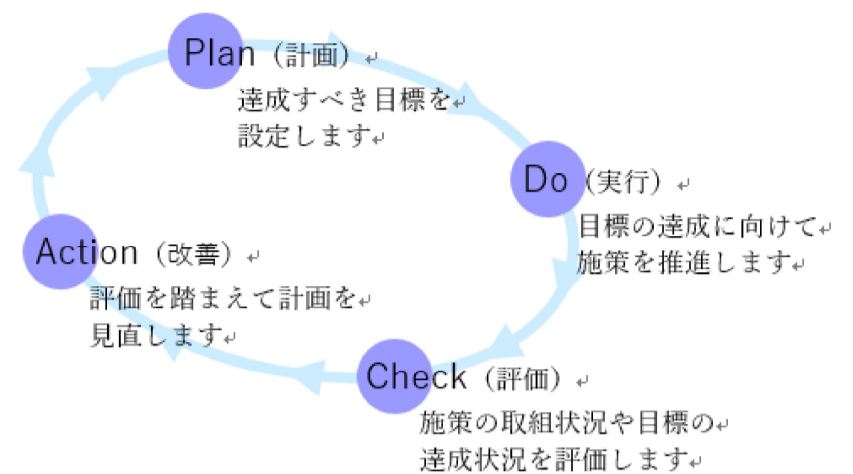 Plan（計画）
達成すべき目標を
設定します
Do（実行）
目標の達成に向けて
施策を推進します
Check（評価）
施策の取組状況や目標の
達成状況を評価します
Action（改善）
評価を踏まえて計画を
見直します